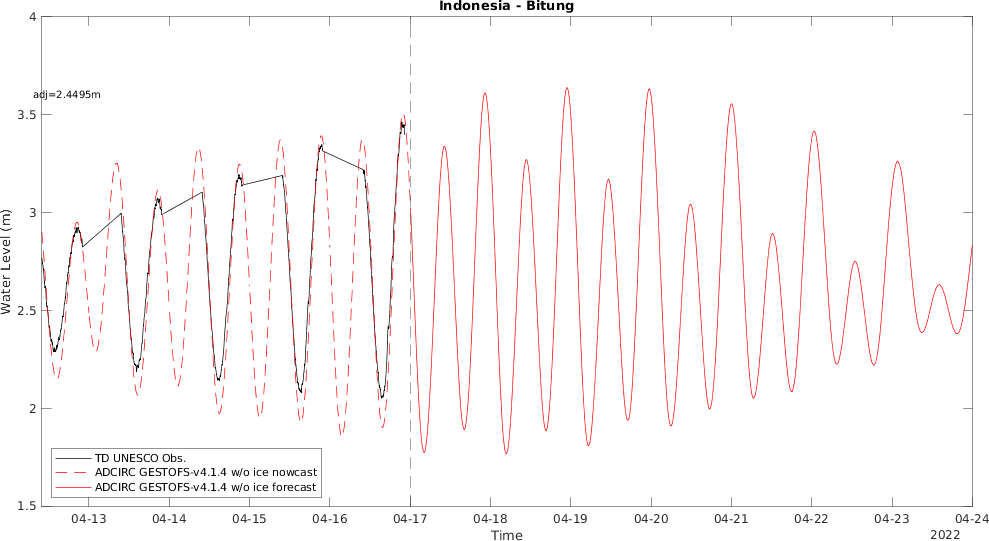 Indonesia - Bitung
adj=2.4495m
4
3.5
3
2.5
2
1.5
Water Level (m)
TD UNESCO Obs.
ADCIRC GESTOFS-v4.1.4 w/o ice nowcast
ADCIRC GESTOFS-v4.1.4 w/o ice forecast
04-13 04-14 04-15 04-16 04-17 04-18 04-19 04-20 04-21 04-22 04-23 04-24
Time
2022